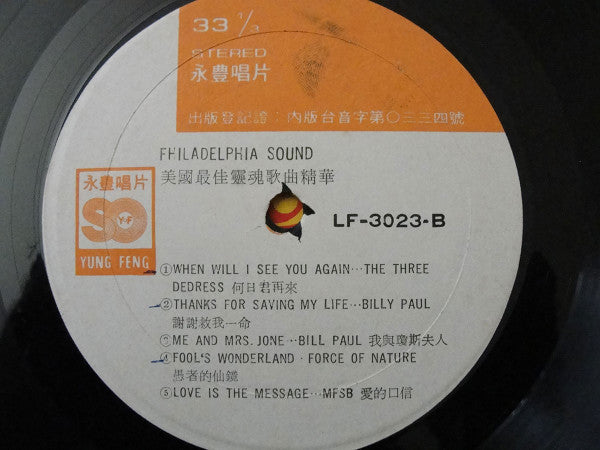 33 1/3
STEREO
永豊唱片
出版登記證：內版台音字第〇三三四號
FHILADELPHIA SOUND
美國最佳靈魂歌曲精華
永豊唱片
SO
Y·F
YUNG FENG
LF-3023·B
①WHEN WILL I SEE YOU AGAIN…THE THREE
DEDRESS 何日君再來
②THANKS FOR SAVING MY LIFE…BILLY PAUL
謝謝救我一命
③ME AND MRS. JONE…BILL PAUL 我與瓊斯夫人
④FOOL'S WONDERLAND · FORCE OF NATURE
愚者的仙鏡
⑤LOVE IS THE MESSAGE…MFSB 愛的口信